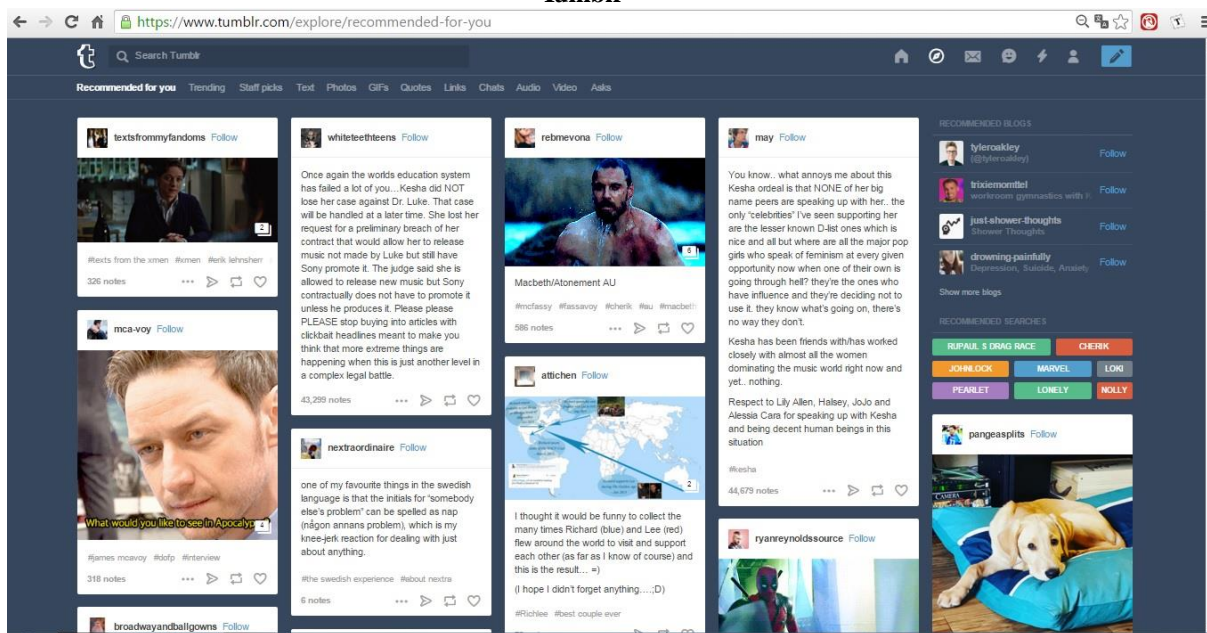 Tumblr
https://www.tumblr.com/explore/recommended-for-you
Search Tumblr
Recommended for you Trending Staff picks Text Photos GIFs Quotes Links Chats Audio Video Asks
textsfrommyfandoms Follow
2
#texts from the xmen #xmen #erik lehnsherr
326 notes
mca-voy Follow
What would you like to see in Apocalyp
4
#james mcavoy #dofp #interview
318 notes
broadwayandballgowns Follow
whiteteethteens Follow
Once again the worlds education system
has failed a lot of you…Kesha did NOT
lose her case against Dr. Luke. That case
will be handled at a later time. She lost her
request for a preliminary breach of her
contract that would allow her to release
music not made by Luke but still have
Sony promote it. The judge said she is
allowed to release new music but Sony
contractually does not have to promote it
unless he produces it. Please please
PLEASE stop buying into articles with
clickbait headlines meant to make you
think that more extreme things are
happening when this is just another level in
a complex legal battle.
43,299 notes
nextraordinaire Follow
one of my favourite things in the swedish
language is that the initials for "somebody
else's problem" can be spelled as nap
(någon annans problem), which is my
knee-jerk reaction for dealing with just
about anything.
#the swedish experience #about nextra
6 notes
rebmevona Follow
6
Macbeth/Atonement AU
#mcfassy #fassavoy #cherik #au #macbeth
586 notes
attichen Follow
2
I thought it would be funny to collect the
many times Richard (blue) and Lee (red)
flew around the world to visit and support
each other (as far as I know of course) and
this is the result… =)
(I hope I didn't forget anything….;D)
#Richlee #best couple ever
may Follow
You know.. what annoys me about this
Kesha ordeal is that NONE of her big
name peers are speaking up with her.. the
only "celebrities" I've seen supporting her
are the lesser known D-list ones which is
nice and all but where are all the major pop
girls who speak of feminism at every given
opportunity now when one of their own is
going through hell? they're the ones who
have influence and they're deciding not to
use it. they know what's going on, there's
no way they don't.
Kesha has been friends with/has worked
closely with almost all the women
dominating the music world right now and
yet.. nothing.
Respect to Lily Allen, Halsey, JoJo and
Alessia Cara for speaking up with Kesha
and being decent human beings in this
situation
#kesha
44,679 notes
ryanreynoldssource Follow
RECOMMENDED BLOGS
tyleroakley Follow
(@tyleroakley)
trixiemomttel Follow
workroom gymnastics with
just-shower-thoughts Follow
Shower Thoughts
drowning-painfully Follow
Depression, Suicide, Anxiety
Show more blogs
RECOMMENDED SEARCHES
RUPAUL S DRAG RACE CHERIK
JOHNLOCK MARVEL LOKI
PEARLET LONELY NOLLY
pangeasplits Follow
CAMERA